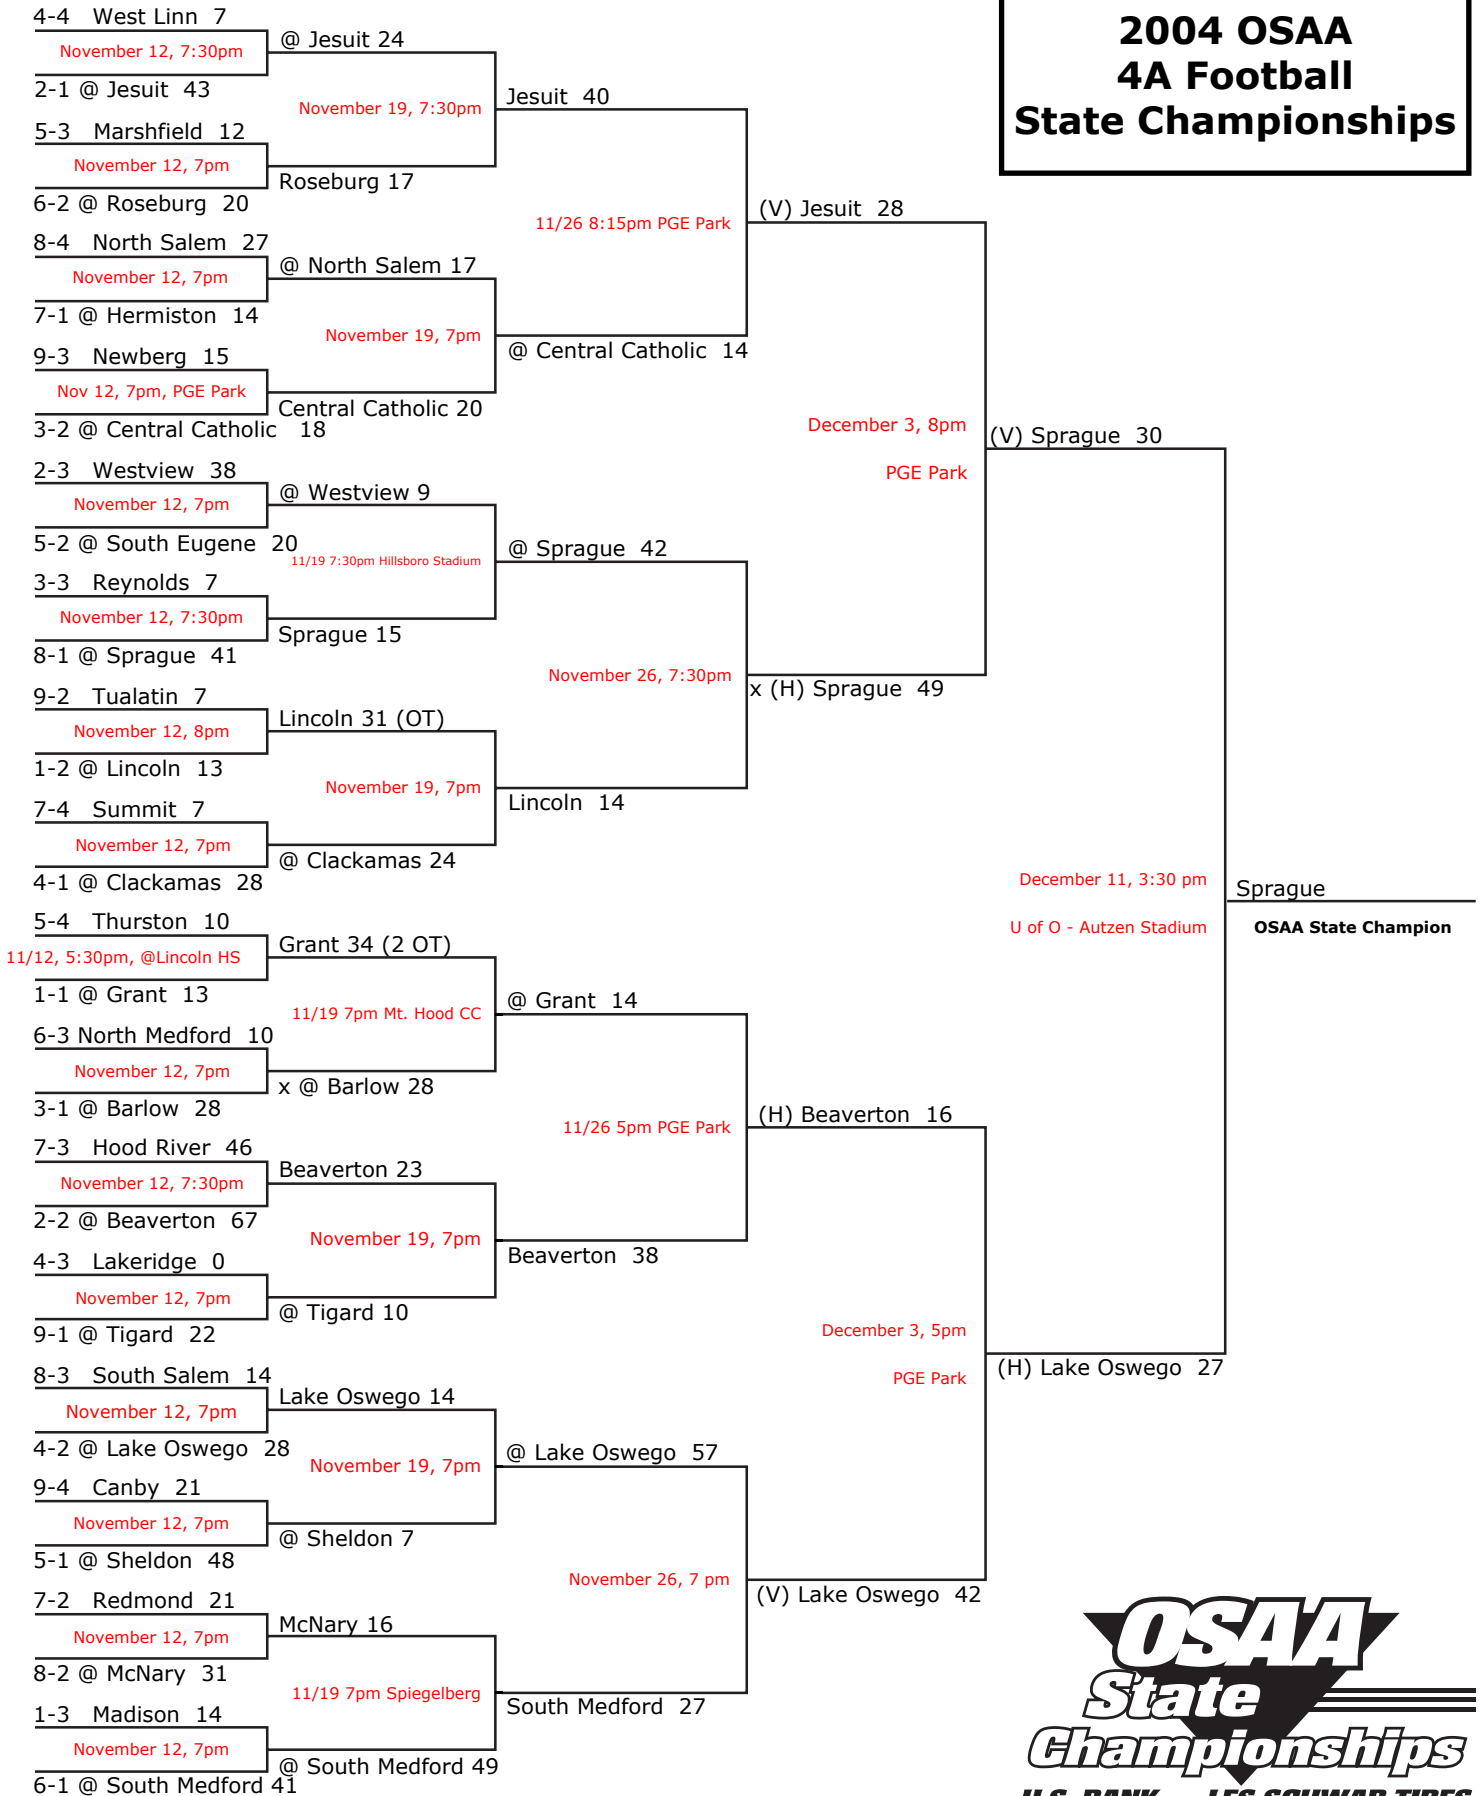 2004 OSAA
4A Football
State Championships
4-4 West Linn 7
November 12, 7:30pm
2-1 @ Jesuit 43
5-3 Marshfield 12
November 12, 7pm
6-2 @ Roseburg 20
8-4 North Salem 27
November 12, 7pm
7-1 @ Hermiston 14
9-3 Newberg 15
Nov 12, 7pm, PGE Park
3-2 @ Central Catholic 18
2-3 Westview 38
November 12, 7pm
5-2 @ South Eugene 20
3-3 Reynolds 7
November 12, 7:30pm
8-1 @ Sprague 41
9-2 Tualatin 7
November 12, 8pm
1-2 @ Lincoln 13
7-4 Summit 7
November 12, 7pm
4-1 @ Clackamas 28
5-4 Thurston 10
11/12, 5:30pm, @Lincoln HS
1-1 @ Grant 13
6-3 North Medford 10
November 12, 7pm
3-1 @ Barlow 28
7-3 Hood River 46
November 12, 7:30pm
2-2 @ Beaverton 67
4-3 Lakeridge 0
November 12, 7pm
9-1 @ Tigard 22
8-3 South Salem 14
November 12, 7pm
4-2 @ Lake Oswego 28
9-4 Canby 21
November 12, 7pm
5-1 @ Sheldon 48
7-2 Redmond 21
November 12, 7pm
8-2 @ McNary 31
1-3 Madison 14
November 12, 7pm
6-1 @ South Medford 41
@ Jesuit 24
November 19, 7:30pm
Roseburg 17
@ North Salem 17
November 19, 7pm
Central Catholic 20
@ Westview 9
11/19 7:30pm Hillsboro Stadium
Sprague 15
Lincoln 31 (OT)
November 19, 7pm
@ Clackamas 24
Grant 34 (2 OT)
11/19 7pm Mt. Hood CC
x @ Barlow 28
Beaverton 23
November 19, 7pm
@ Tigard 10
Lake Oswego 14
November 19, 7pm
@ Sheldon 7
McNary 16
11/19 7pm Spiegelberg
@ South Medford 49
Jesuit 40
11/26 8:15pm PGE Park
@ Central Catholic 14
@ Sprague 42
November 26, 7:30pm
Lincoln 14
@ Grant 14
11/26 5pm PGE Park
Beaverton 38
@ Lake Oswego 57
November 26, 7 pm
South Medford 27
(V) Jesuit 28
December 3, 8pm
PGE Park
x (H) Sprague 49
(H) Beaverton 16
December 3, 5pm
PGE Park
(V) Lake Oswego 42
(V) Sprague 30
December 11, 3:30 pm
U of O - Autzen Stadium
(H) Lake Oswego 27
Sprague
OSAA State Champion
OSAA
State
Championships
U.S. BANK LES SCHWAB TIRES